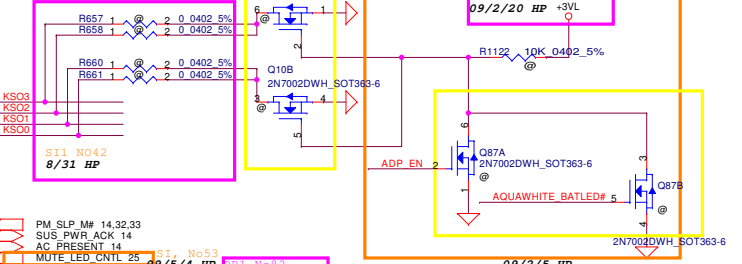 09/2/20 HP +3VL
6 1
R657 1 @ 2 0_0402_5%
R658 1 @ 2 0_0402_5%
2
R1122 10K_0402_5%
@
R660 1 @ 2 0_0402_5%
R661 1 @ 2 0_0402_5%
Q10B
2N7002DWH_SOT363-6
3 4
5
KSO3
KSO2
KSO1
KSO0
SI1 NO42
8/31 HP
6
Q87A
2N7002DWH_SOT363-6
@
ADP_EN 2
1
3
AQUAWHITE_BATLED# 5
Q87B
@
4
2N7002DWH_SOT363-6
PM_SLP_M# 14,32,33
SUS_PWR_ACK 14
AC_PRESENT 14
MUTE_LED_CNTL 25
SI, No53